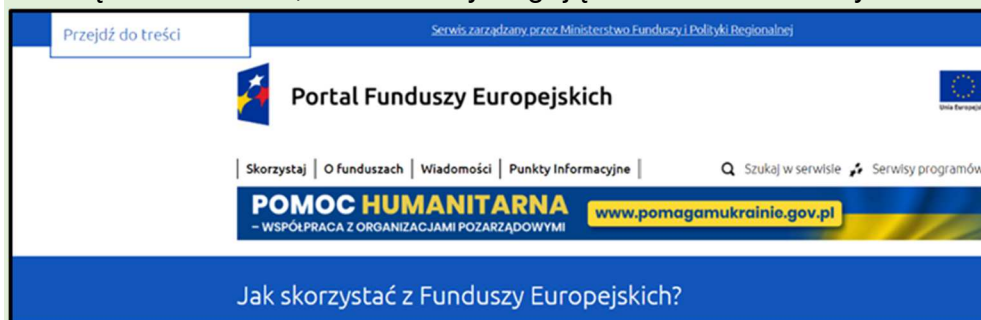 Przejdź do treści
Serwis zarządzany przez Ministerstwo Funduszy i Polityki Regionalnej
Portal Funduszy Europejskich
Unia
Skorzystaj | O funduszach | Wiadomości | Punkty Informacyjne |
Szukaj w serwisie
Serwisy programów
POMOC HUMANITARNA
– WSPÓŁPRACA Z ORGANIZACJAMI POZARZĄDOWYMI
www.pomagamukrainie.gov.pl
Jak skorzystać z Funduszy Europejskich?